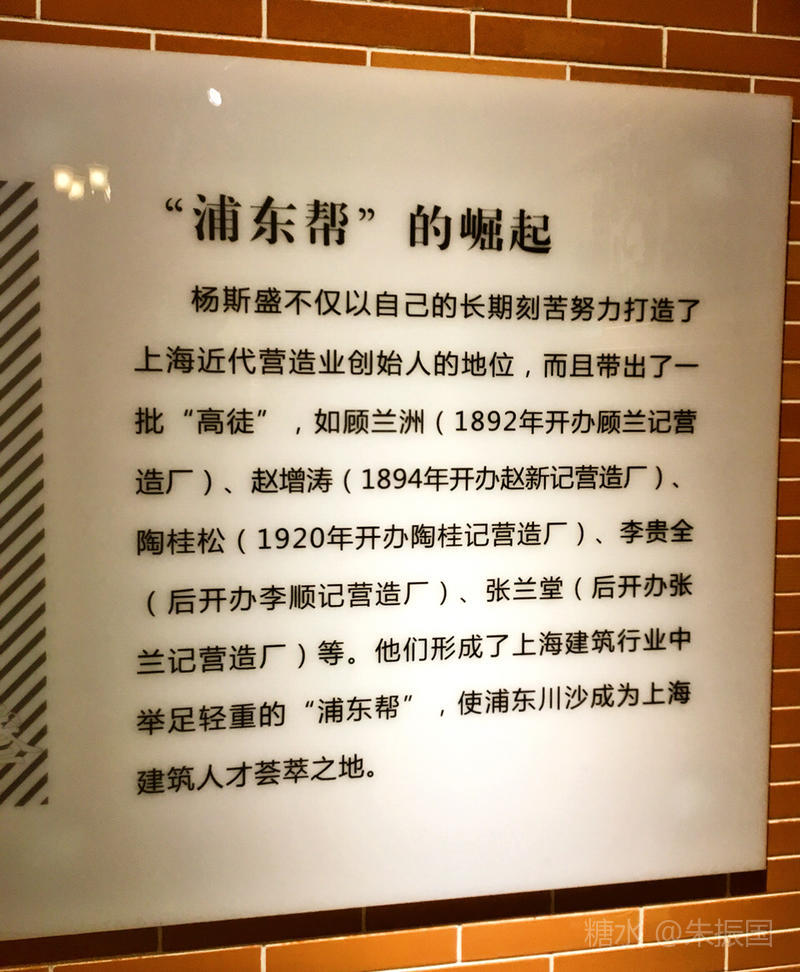 “浦东帮”的崛起
杨斯盛不仅以自己的长期刻苦努力打造了
上海近代营造业创始人的地位，而且带出了一
批“高徒”，如顾兰洲（1892年开办顾兰记营
造厂）、赵增涛（1894年开办赵新记营造厂）、
陶桂松（1920年开办陶桂记营造厂）、李贵全
（后开办李顺记营造厂）、张兰堂（后开办张
兰记营造厂）等。他们形成了上海建筑行业中
举足轻重的“浦东帮”，使浦东川沙成为上海
建筑人才荟萃之地。
糖水 @朱振国